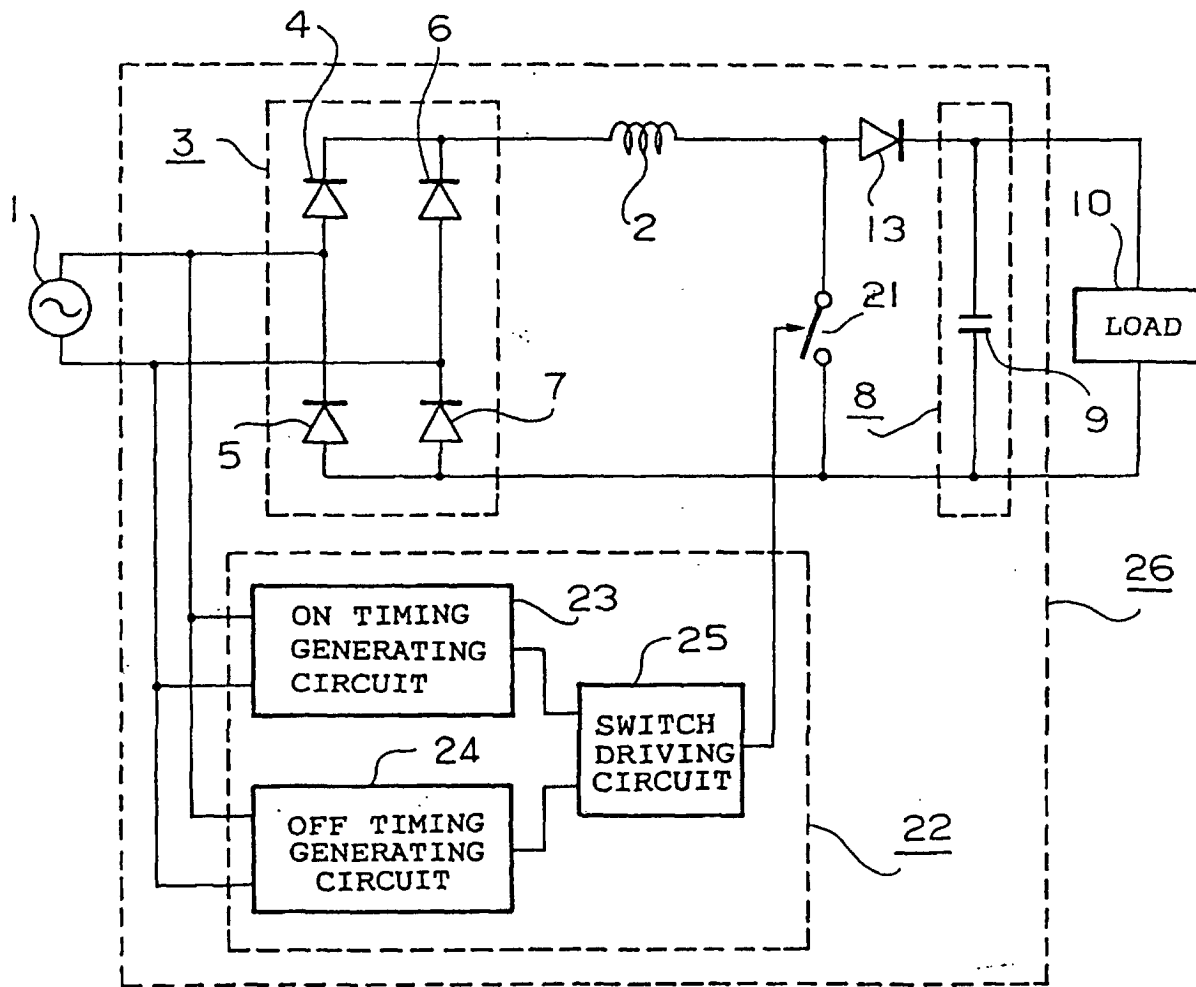 4
6
3
1
2
13
10
21
LOAD
5
7
8
9
26
ON TIMING
GENERATING
CIRCUIT
23
25
SWITCH
DRIVING
CIRCUIT
24
OFF TIMING
GENERATING
CIRCUIT
22